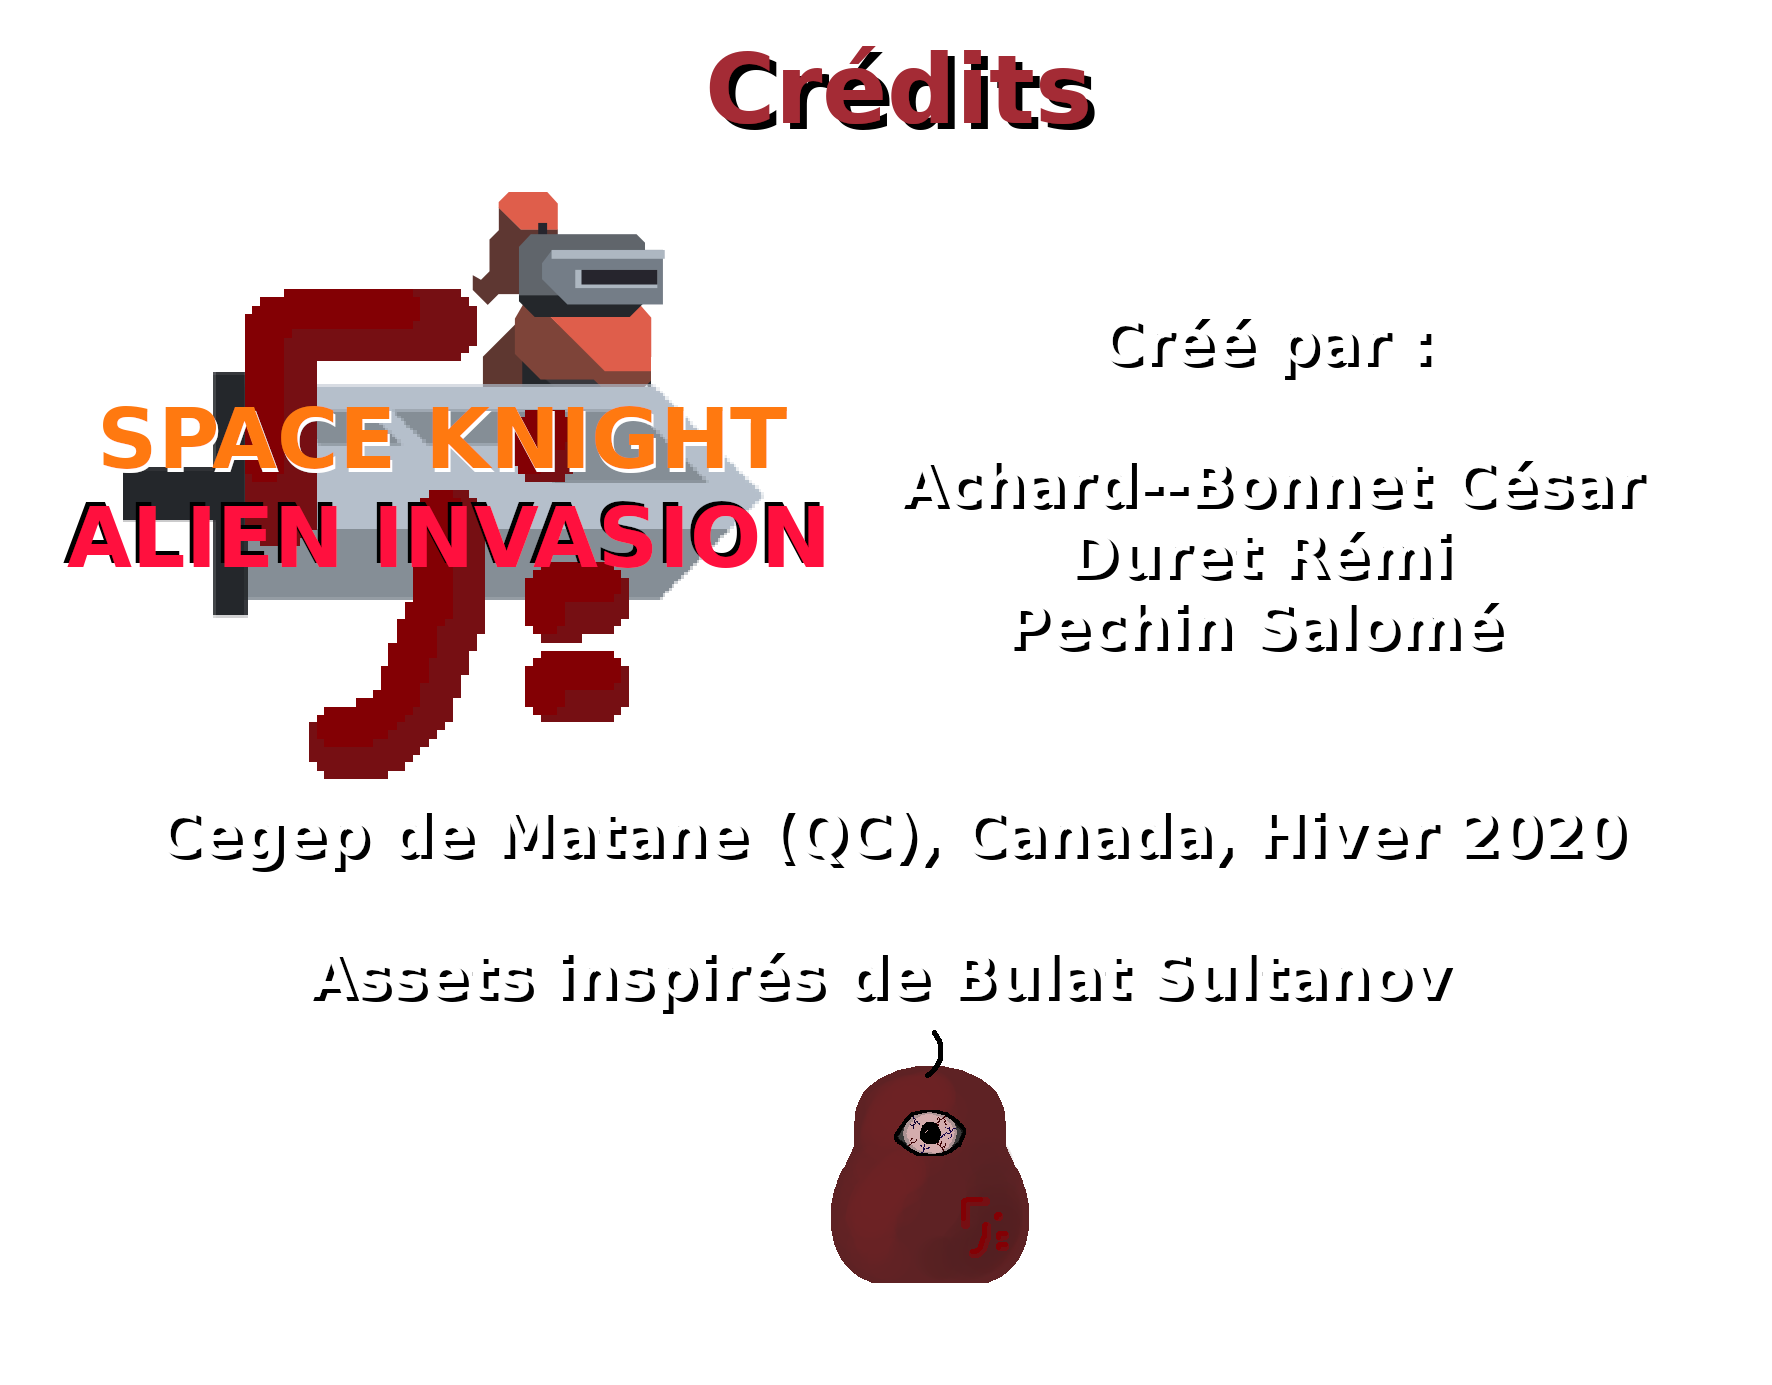 Crédits
SPACE KNIGHT
ALIEN INVASION
Créé par :
Achard--Bonnet César
Duret Rémi
Pechin Salomé
Cegep de Matane (QC), Canada, Hiver 2020
Assets inspirés de Bulat Sultanov